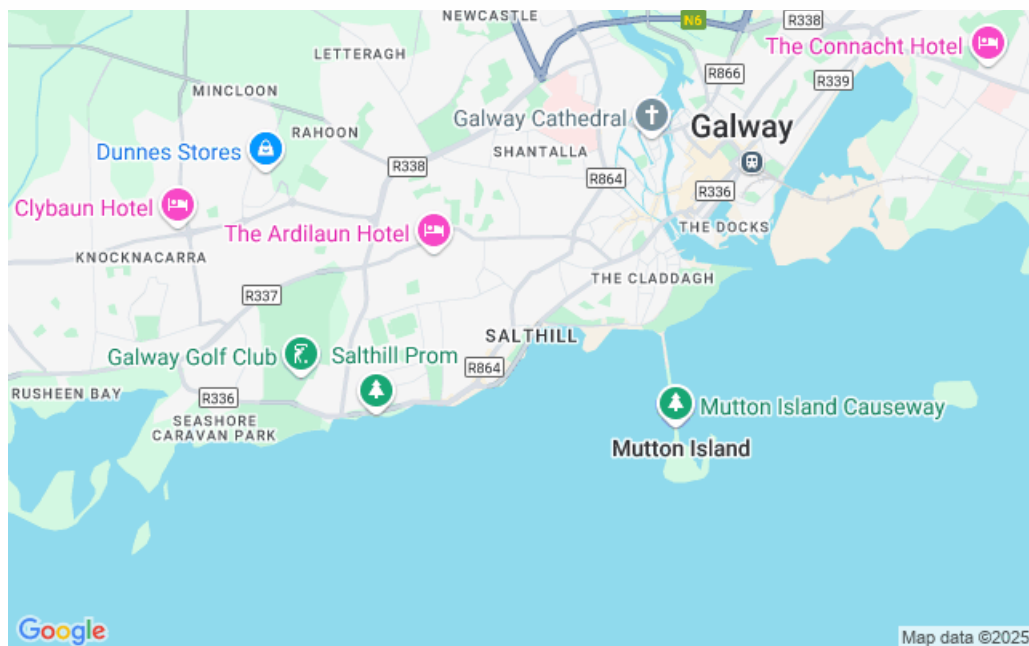 NEWCASTLE
N6
R338
The Connacht Hotel
LETTERAGH
R866
R339
MINCLOON
Galway Cathedral
Galway
RAHOON
Dunnes Stores
SHANTALLA
R338
R864
R336
Clybaun Hotel
The Ardilaun Hotel
THE DOCKS
KNOCKNACARRA
THE CLADDAGH
R337
SALTHILL
Galway Golf Club
Salthill Prom
R864
RUSHEEN BAY
R336
Mutton Island Causeway
SEASHORE
CARAVAN PARK
Mutton Island
Google
Map data ©2025